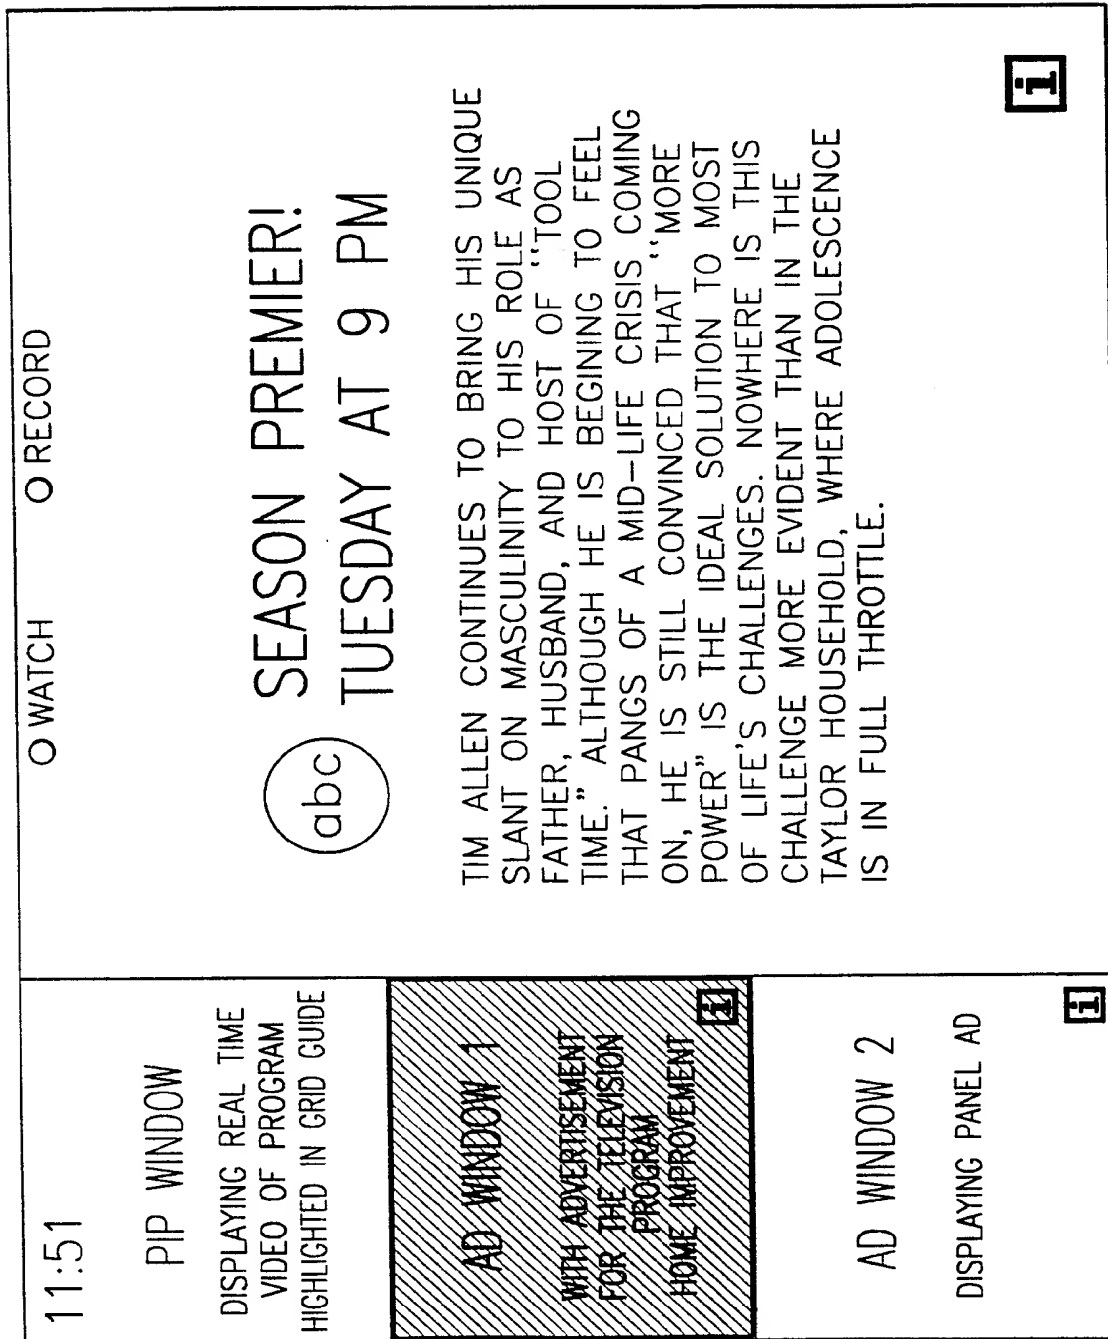 11:51
PIP WINDOW
DISPLAYING REAL TIME
VIDEO OF PROGRAM
HIGHLIGHTED IN GRID GUIDE
AD WINDOW 1
WITH ADVERTISEMENT
FOR THE TELEVISION
PROGRAM
HOME IMPROVEMENT
i
AD WINDOW 2
DISPLAYING PANEL AD
i
O WATCH O RECORD
abc
SEASON PREMIER!
TUESDAY AT 9 PM
TIM ALLEN CONTINUES TO BRING HIS UNIQUE
SLANT ON MASCULINITY TO HIS ROLE AS
FATHER, HUSBAND, AND HOST OF "TOOL
TIME." ALTHOUGH HE IS BEGINING TO FEEL
THAT PANGS OF A MID-LIFE CRISIS COMING
ON, HE IS STILL CONVINCED THAT "MORE
POWER" IS THE IDEAL SOLUTION TO MOST
OF LIFE'S CHALLENGES. NOWHERE IS THIS
CHALLENGE MORE EVIDENT THAN IN THE
TAYLOR HOUSEHOLD, WHERE ADOLESCENCE
IS IN FULL THROTTLE.
i